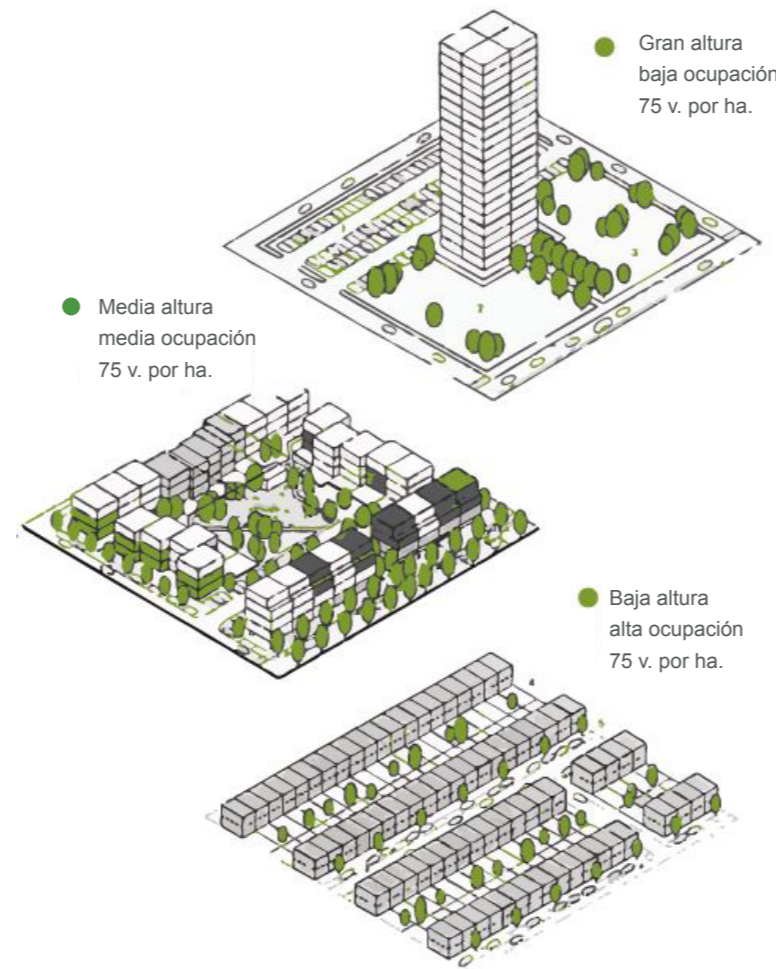 Gran altura
baja ocupación
75 v. por ha.
Media altura
media ocupación
75 v. por ha.
Baja altura
alta ocupación
75 v. por ha.